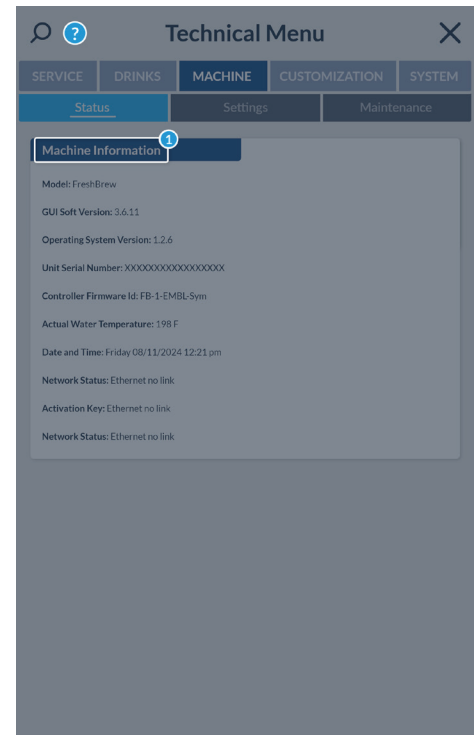 ?
Technical Menu
SERVICE DRINKS MACHINE CUSTOMIZATION SYSTEM
Status Settings Maintenance
Machine Information
1
Model: FreshBrew
GUI Soft Version: 3.6.11
Operating System Version: 1.2.6
Unit Serial Number: XXXXXXXXXXXXXXXXX
Controller Firmware Id: FB-1-EMBL-Sym
Actual Water Temperature: 198 F
Date and Time: Friday 08/11/2024 12:21 pm
Network Status: Ethernet no link
Activation Key: Ethernet no link
Network Status: Ethernet no link